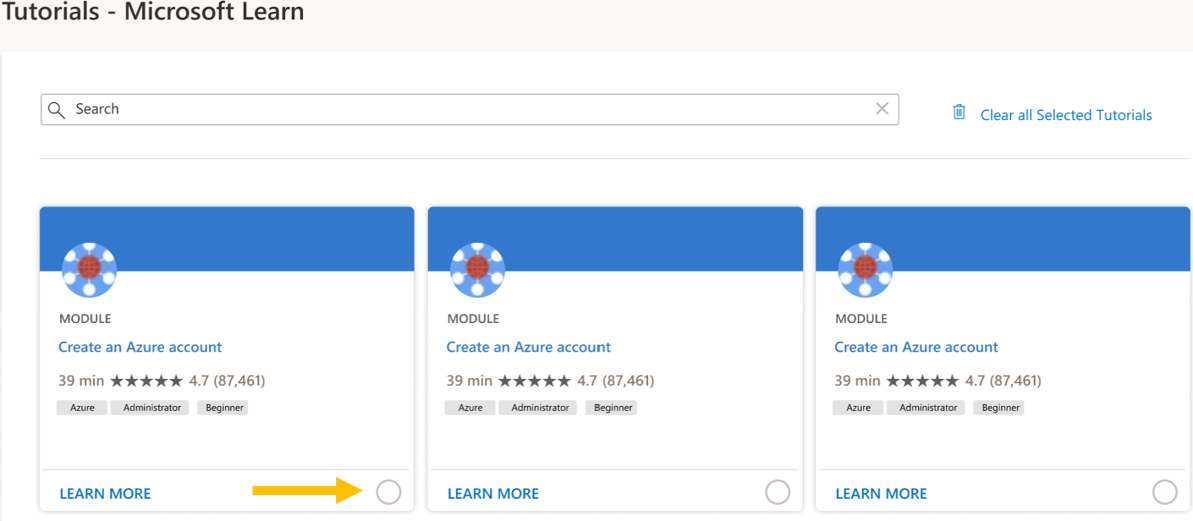 Tutorials - Microsoft Learn
Search
Clear all Selected Tutorials
MODULE
Create an Azure account
39 min ★★★★★ 4.7 (87,461)
Azure Administrator Beginner
LEARN MORE
MODULE
Create an Azure account
39 min ★★★★★ 4.7 (87,461)
Azure Administrator Beginner
LEARN MORE
MODULE
Create an Azure account
39 min ★★★★★ 4.7 (87,461)
Azure Administrator Beginner
LEARN MORE